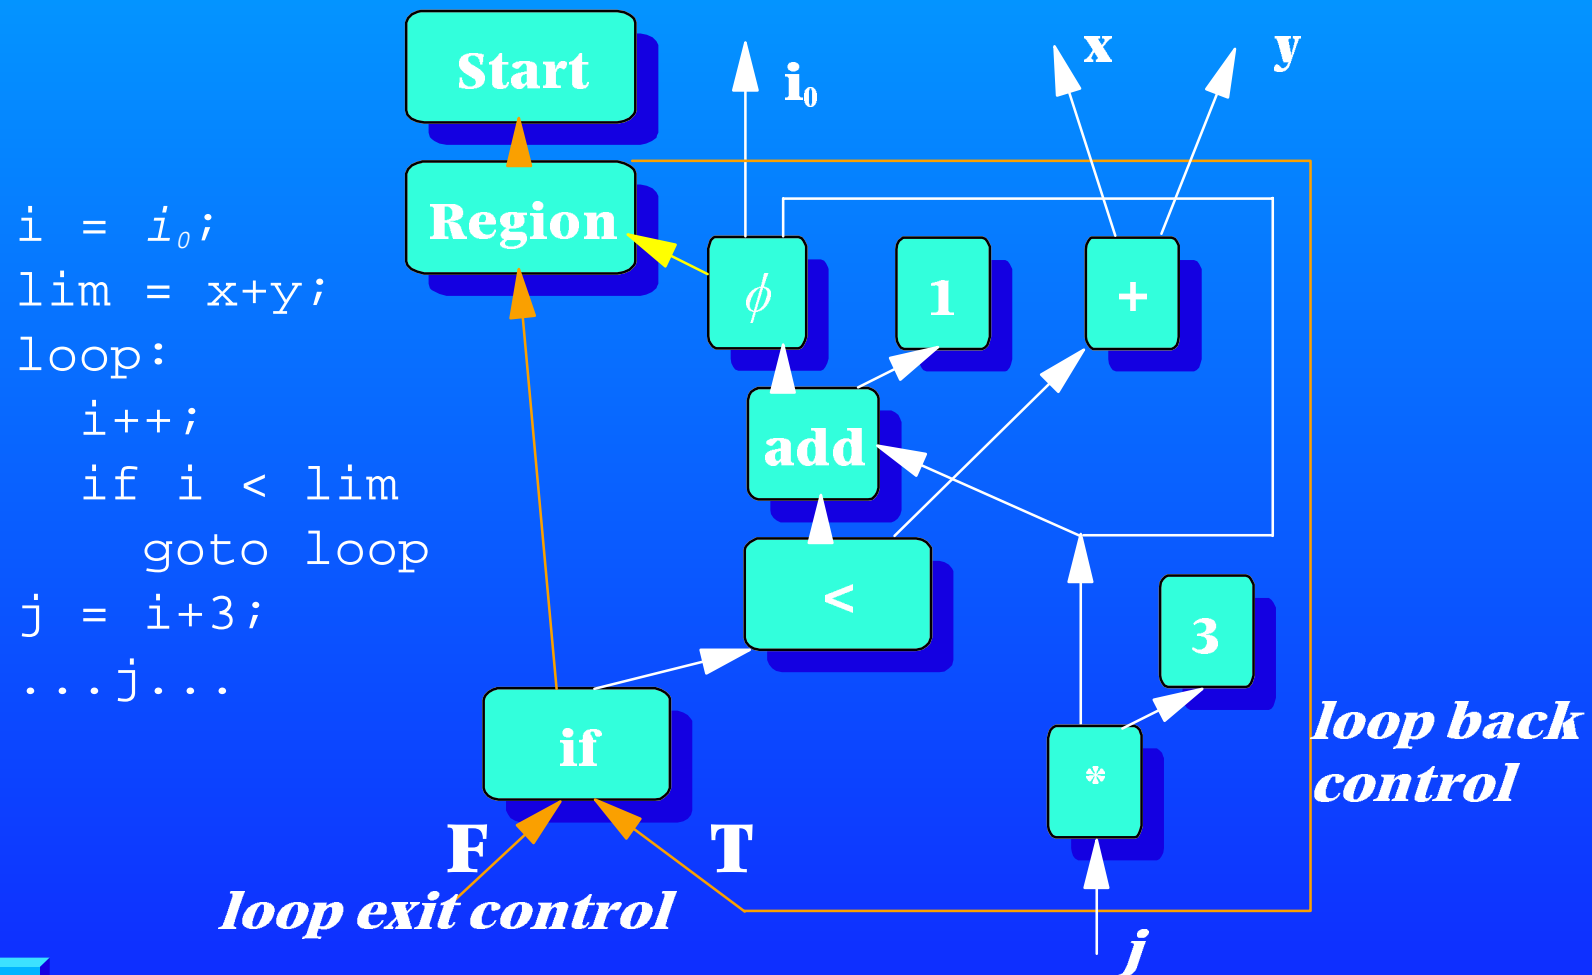 Start
i₀
x
y
Region
i = i₀;
lim = x+y;
loop:
i++;
if i < lim
goto loop
j = i+3;
...j...
ϕ
1
+
add
<
3
if
*
loop back
control
F
T
loop exit control
j